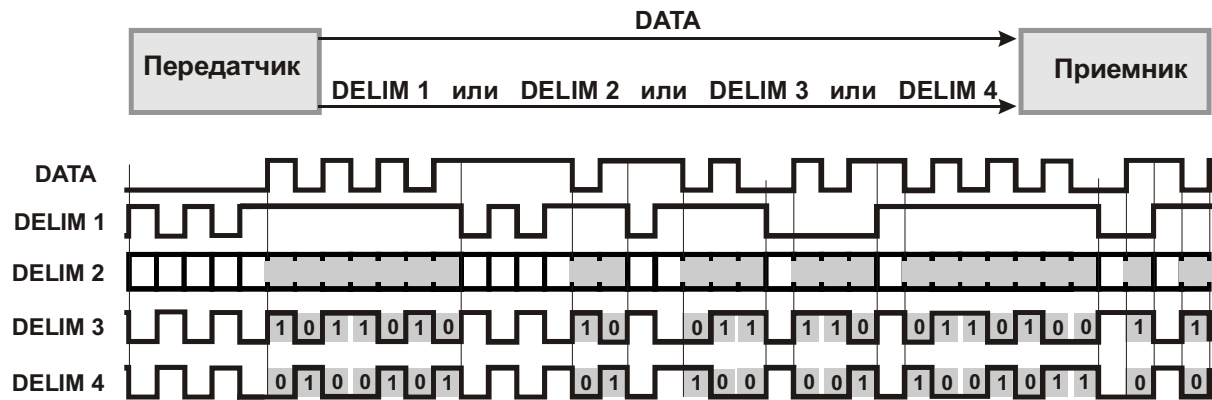 DATA
Передатчик
Приемник
DELIM 1 или DELIM 2 или DELIM 3 или DELIM 4
DATA
DELIM 1
DELIM 2
DELIM 3 1 0 1 1 0 1 0 1 0 0 1 1 1 1 0 0 1 1 0 1 0 0 1 1
DELIM 4 0 1 0 0 1 0 1 0 1 1 0 0 0 0 1 1 0 0 1 0 1 1 0 0